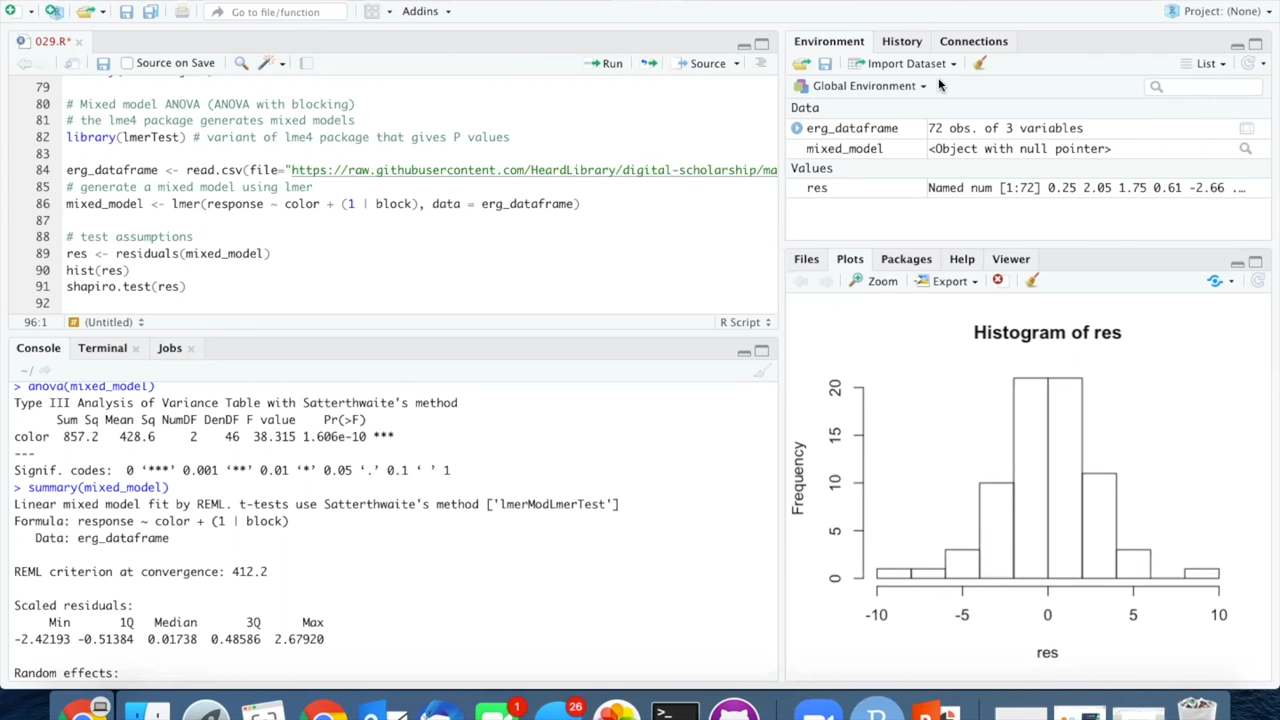 Go to file/function
Addins
Project: (None)
029.R*
Source on Save
Run
Source
79
80 # Mixed model ANOVA (ANOVA with blocking)
81 # the lme4 package generates mixed models
82 library(lmerTest) # variant of lme4 package that gives P values
83
84 erg_dataframe <- read.csv(file="https://raw.githubusercontent.com/HeardLibrary/digital-scholarship/ma
85 # generate a mixed model using lmer
86 mixed_model <- lmer(response ~ color + (1 | block), data = erg_dataframe)
87
88 # test assumptions
89 res <- residuals(mixed_model)
90 hist(res)
91 shapiro.test(res)
92
96:1 (Untitled) R Script
Console Terminal Jobs
~/
> anova(mixed_model)
Type III Analysis of Variance Table with Satterthwaite's method
Sum Sq Mean Sq NumDF DenDF F value Pr(>F)
color 857.2 428.6 2 46 38.315 1.606e-10 ***
---
Signif. codes: 0 ‘***’ 0.001 ‘**’ 0.01 ‘*’ 0.05 ‘.’ 0.1 ‘ ’ 1
> summary(mixed_model)
Linear mixed model fit by REML. t-tests use Satterthwaite's method ['lmerModLmerTest']
Formula: response ~ color + (1 | block)
Data: erg_dataframe
REML criterion at convergence: 412.2
Scaled residuals:
Min 1Q Median 3Q Max
-2.42193 -0.51384 0.01738 0.48586 2.67920
Random effects:
Environment History Connections
Import Dataset
List
Global Environment
Data
erg_dataframe 72 obs. of 3 variables
mixed_model <Object with null pointer>
Values
res Named num [1:72] 0.25 2.05 1.75 0.61 -2.66 ...
Files Plots Packages Help Viewer
Zoom Export
Histogram of res
Frequency
20
15
10
5
0
-10 -5 0 5 10
res
1
26